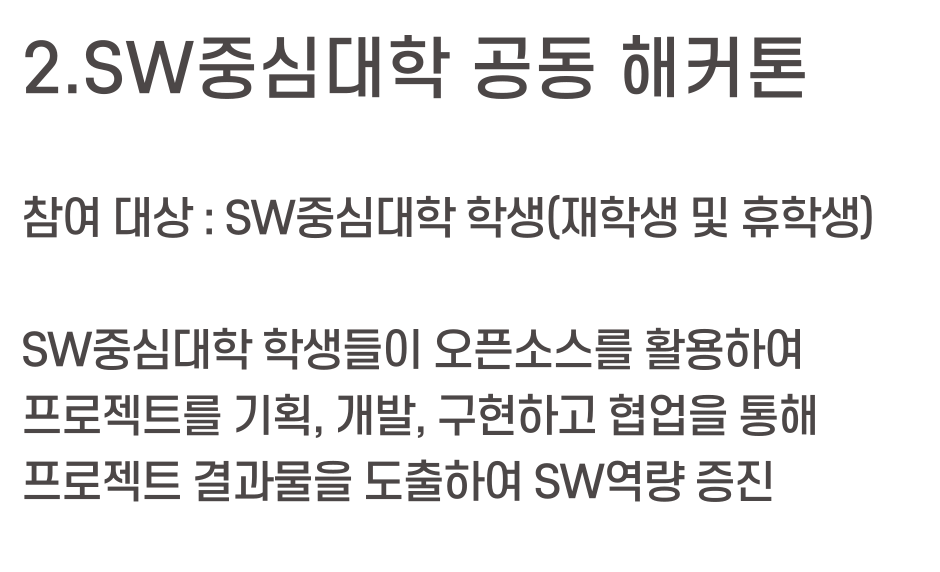 2.SW중심대학 공동 해커톤
참여 대상 : SW중심대학 학생(재학생 및 휴학생)
SW중심대학 학생들이 오픈소스를 활용하여
프로젝트를 기획, 개발, 구현하고 협업을 통해
프로젝트 결과물을 도출하여 SW역량 증진